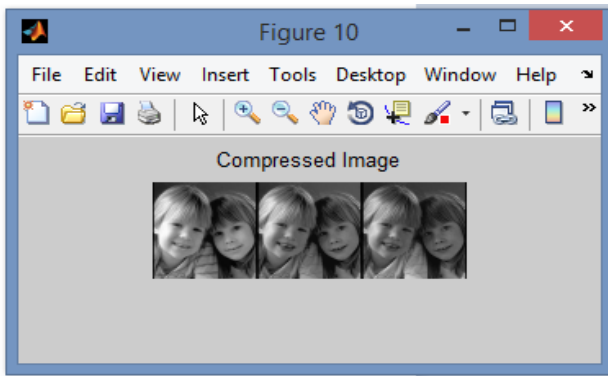 Figure 10
File Edit View Insert Tools Desktop Window Help
Compressed Image